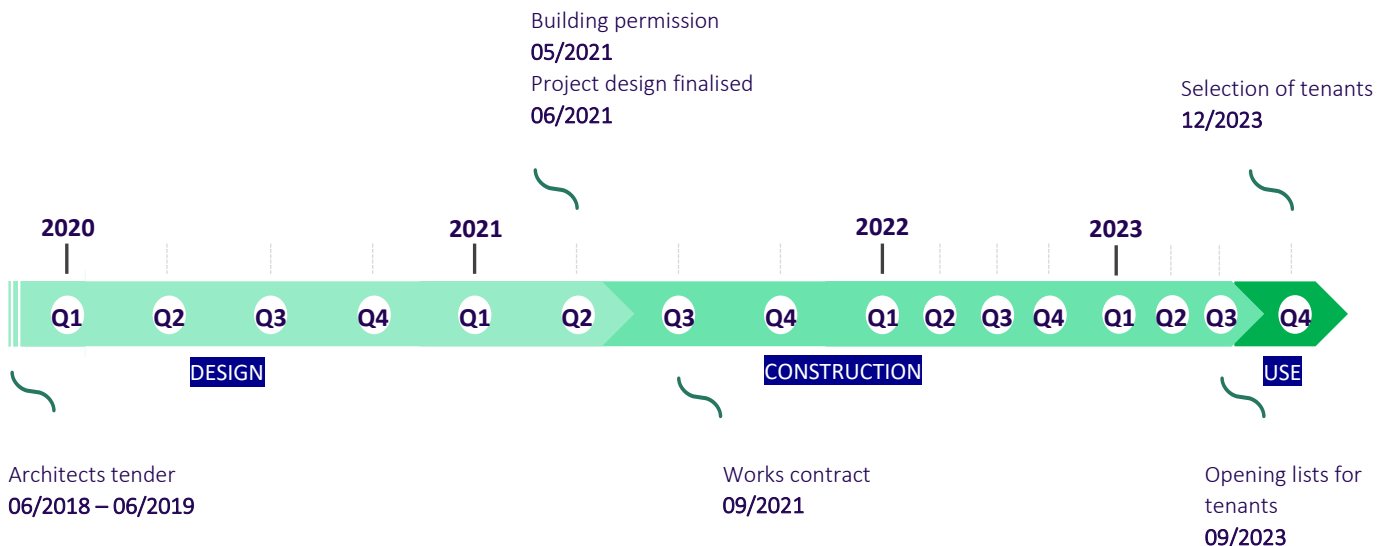 Building permission
05/2021
Project design finalised
06/2021
Selection of tenants
12/2023
2020
2021
2022
2023
Q1 Q2 Q3 Q4 Q1 Q2 Q3 Q4 Q1 Q2 Q3 Q4 Q1 Q2 Q3 Q4
DESIGN
CONSTRUCTION
USE
Architects tender
06/2018 – 06/2019
Works contract
09/2021
Opening lists for
tenants
09/2023